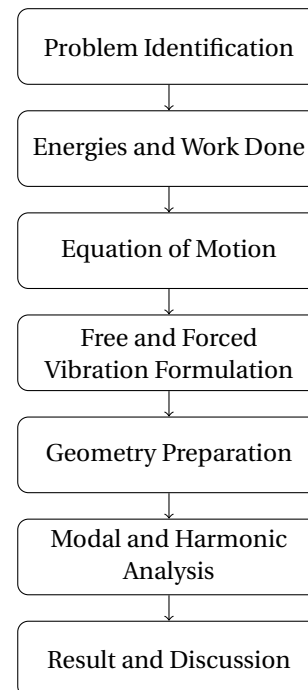 Problem Identification
Energies and Work Done
Equation of Motion
Free and Forced
Vibration Formulation
Geometry Preparation
Modal and Harmonic
Analysis
Result and Discussion